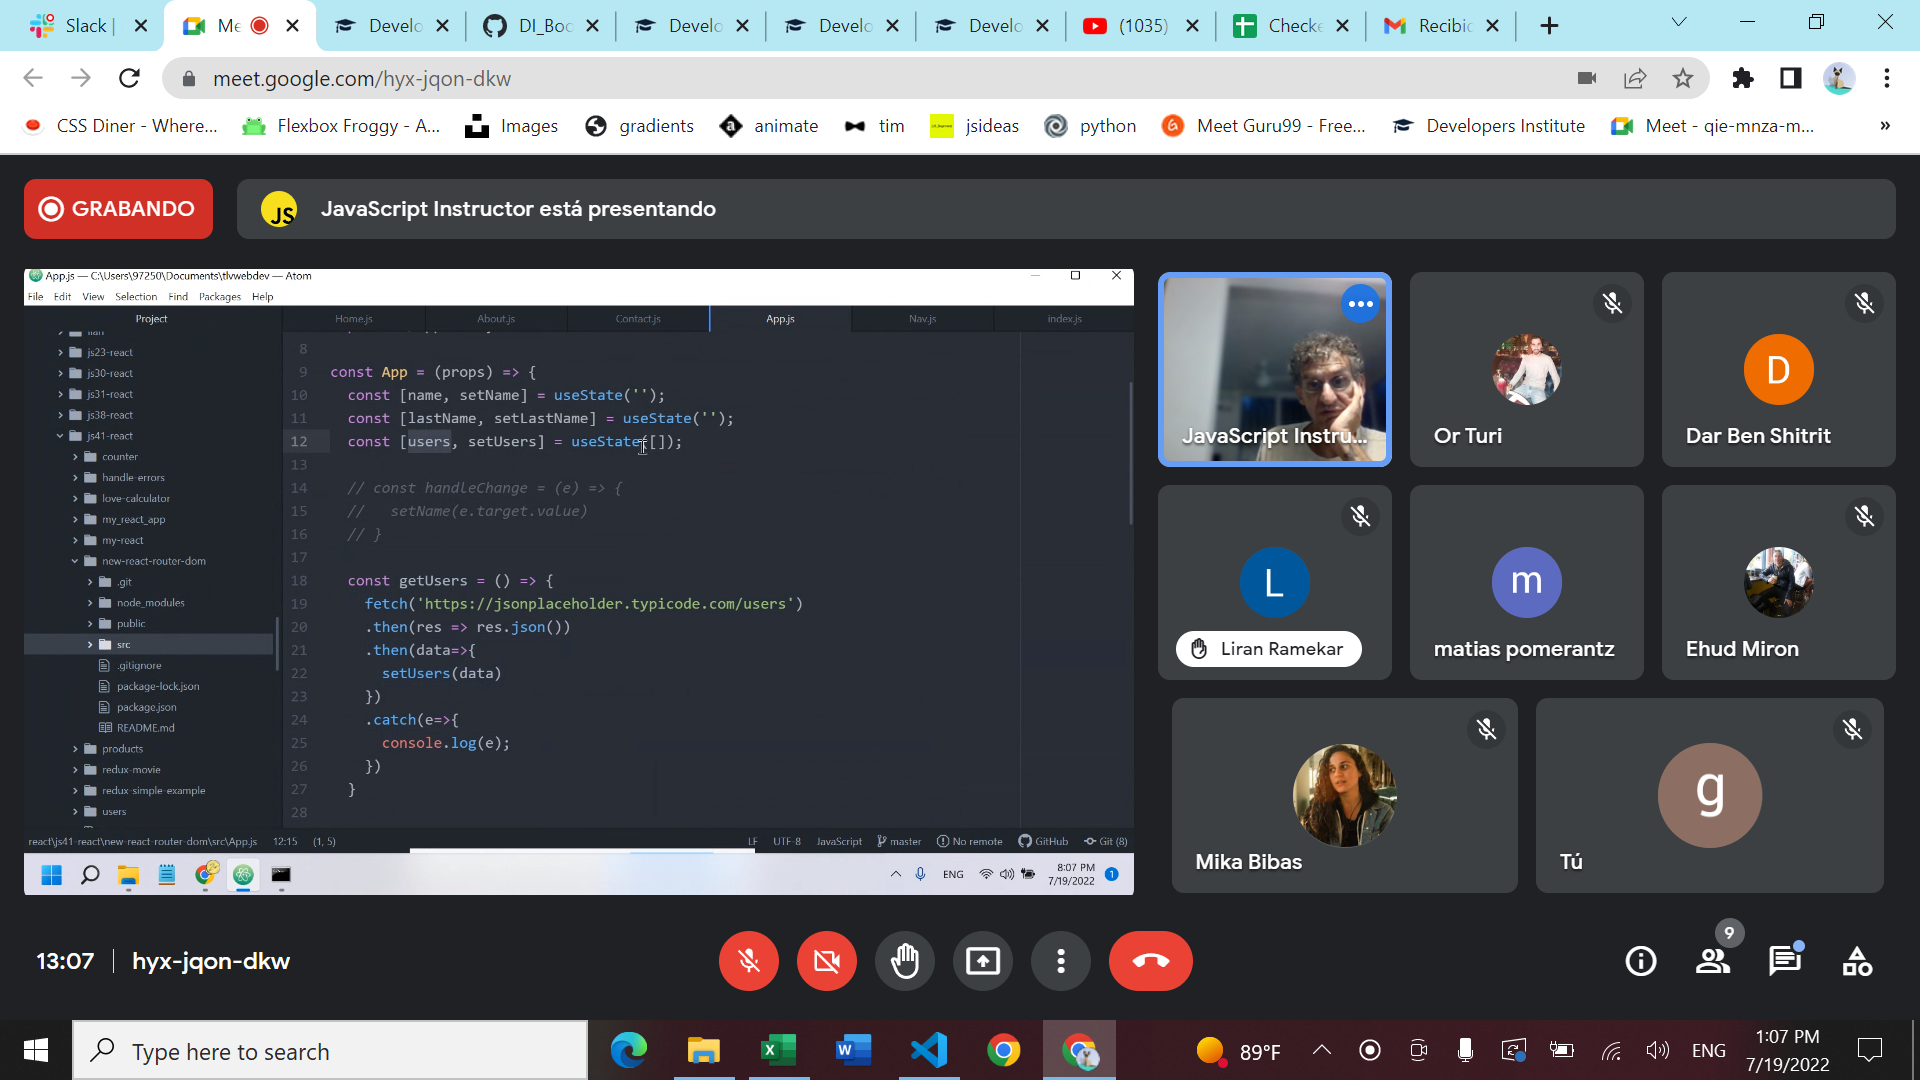 Slack |
Me
Develo
DI_Boc
Develo
Develo
Develo
(1035)
Checke
Recibic
meet.google.com/hyx-jqon-dkw
CSS Diner - Where...
Flexbox Froggy - A...
Images
gradients
animate
tim
jsideas
python
Meet Guru99 - Free...
Developers Institute
Meet - qie-mnza-m...
»
GRABANDO
JS
JavaScript Instructor está presentando
App.js — C:\Users\97250\Documents\tlvwebdev — Atom
File Edit View Selection Find Packages Help
Project
Home.js
About.js
Contact.js
App.js
Nav.js
index.js
js23-react
js30-react
js31-react
js38-react
js41-react
counter
handle-errors
love-calculator
my_react_app
my-react
new-react-router-dom
.git
node_modules
public
src
.gitignore
package-lock.json
package.json
README.md
products
redux-movie
redux-simple-example
users
8
9 const App = (props) => {
10 const [name, setName] = useState('');
11 const [lastName, setLastName] = useState('');
12 const [users, setUsers] = useState([]);
13
14 // const handleChange = (e) => {
15 // setName(e.target.value)
16 // }
17
18 const getUsers = () => {
19 fetch('https://jsonplaceholder.typicode.com/users')
20 .then(res => res.json())
21 .then(data=>{
22 setUsers(data)
23 })
24 .catch(e=>{
25 console.log(e);
26 })
27 }
28
react\js41-react\new-react-router-dom\src\App.js 12:15 (1, 5)
LF UTF-8 JavaScript master No remote GitHub Git (8)
ENG
8:07 PM
7/19/2022
1
JavaScript Instru...
Or Turi
D
Dar Ben Shitrit
L
Liran Ramekar
m
matias pomerantz
Ehud Miron
Mika Bibas
g
Tú
13:07 | hyx-jqon-dkw
9
Type here to search
89°F
ENG
1:07 PM
7/19/2022